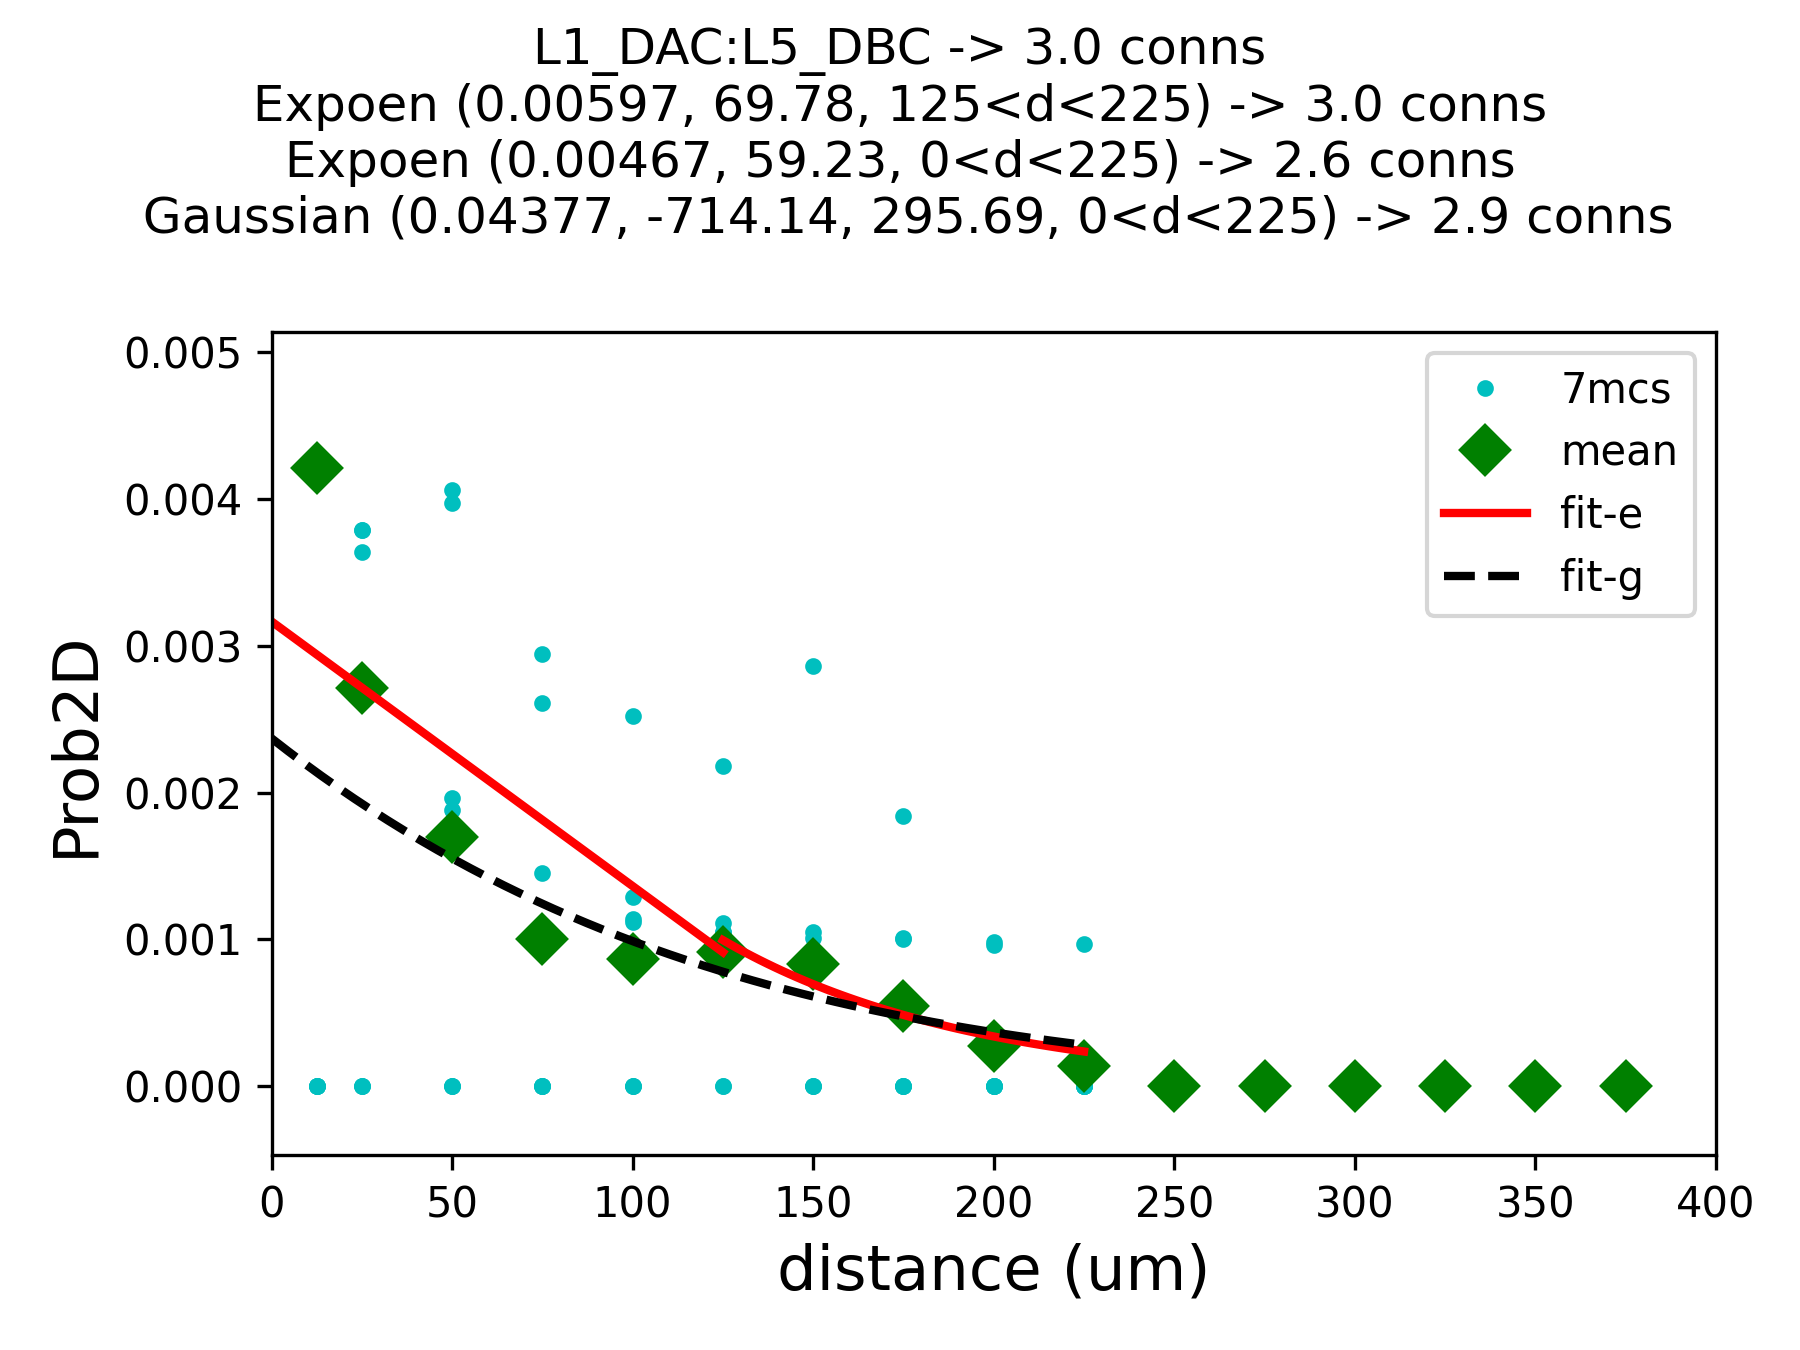 L1_DAC:L5_DBC -> 3.0 conns
Expoen (0.00597, 69.78, 125<d<225) -> 3.0 conns
Expoen (0.00467, 59.23, 0<d<225) -> 2.6 conns
Gaussian (0.04377, -714.14, 295.69, 0<d<225) -> 2.9 conns
0.005
0.004
0.003
0.002
0.001
0.000
Prob2D
7mcs
mean
fit-e
fit-g
0 50 100 150 200 250 300 350 400
distance (um)